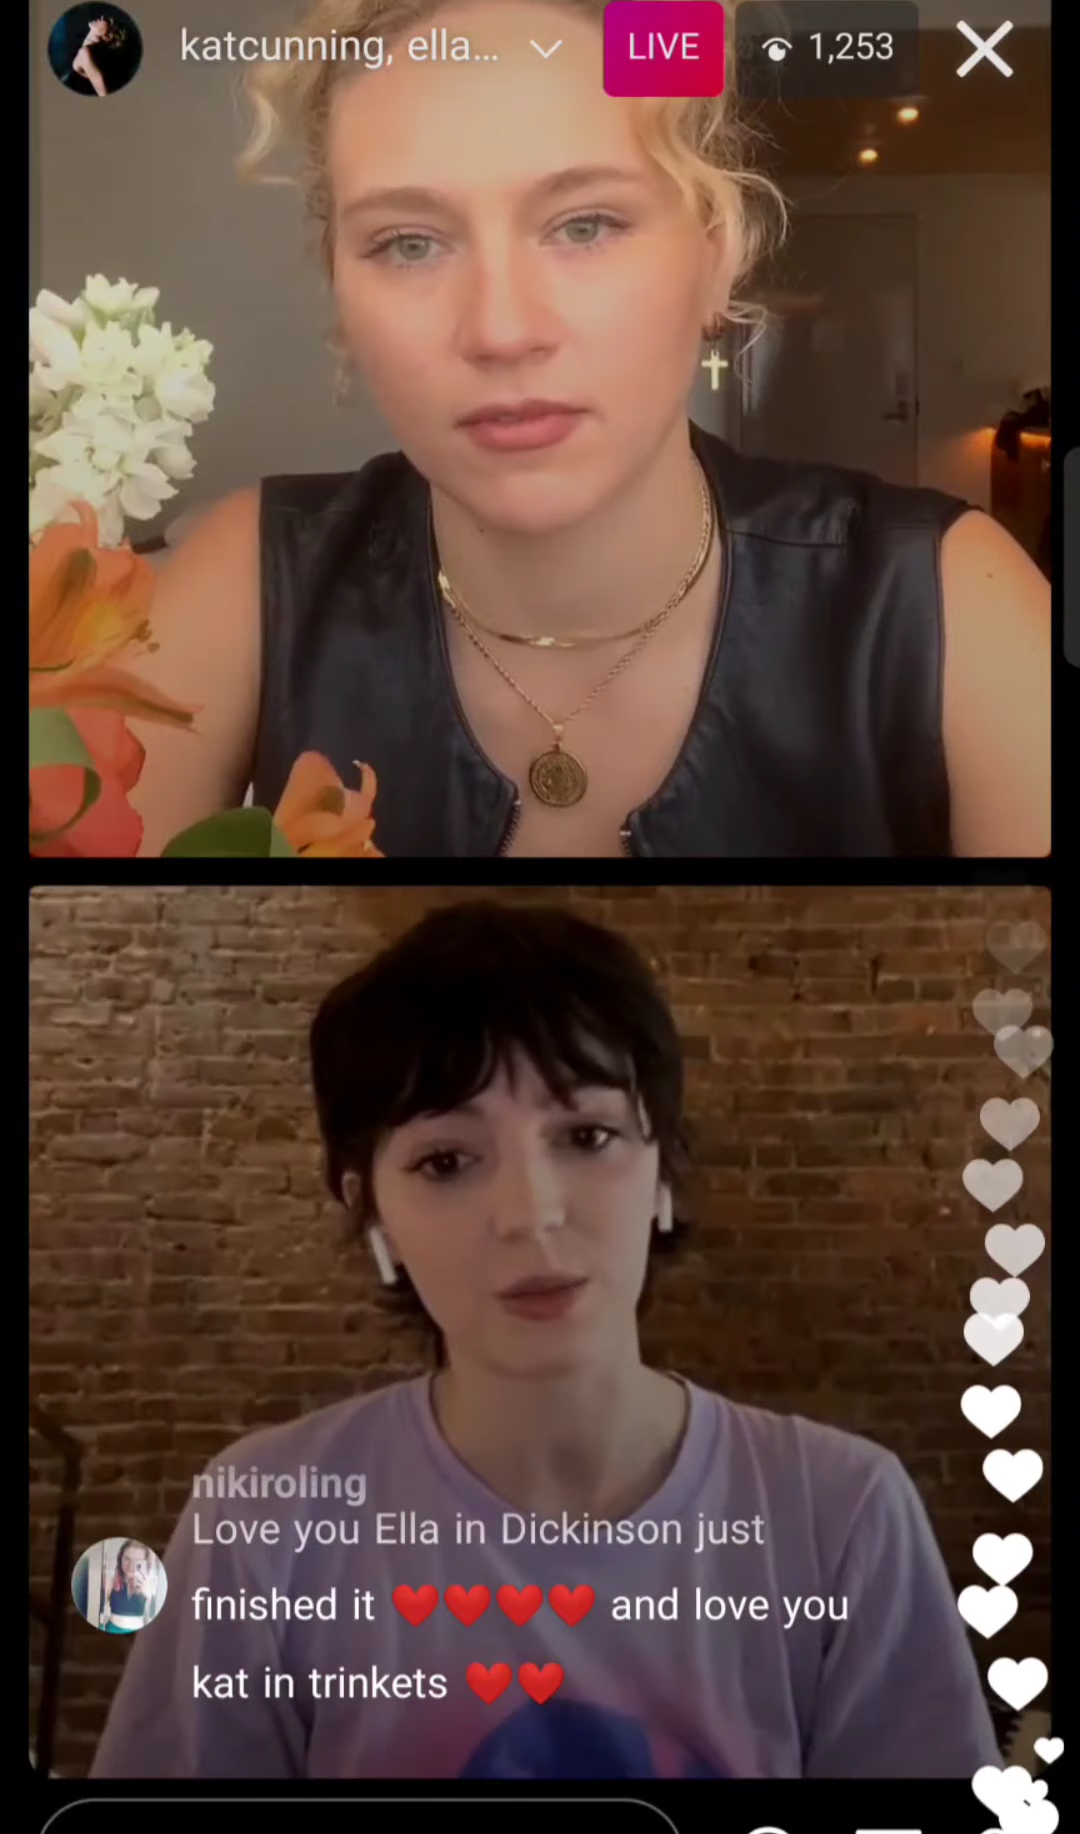 katcunning, ella... LIVE 1,253
nikiroling
Love you Ella in Dickinson just
finished it ❤️❤️❤️❤️ and love you
kat in trinkets ❤️❤️